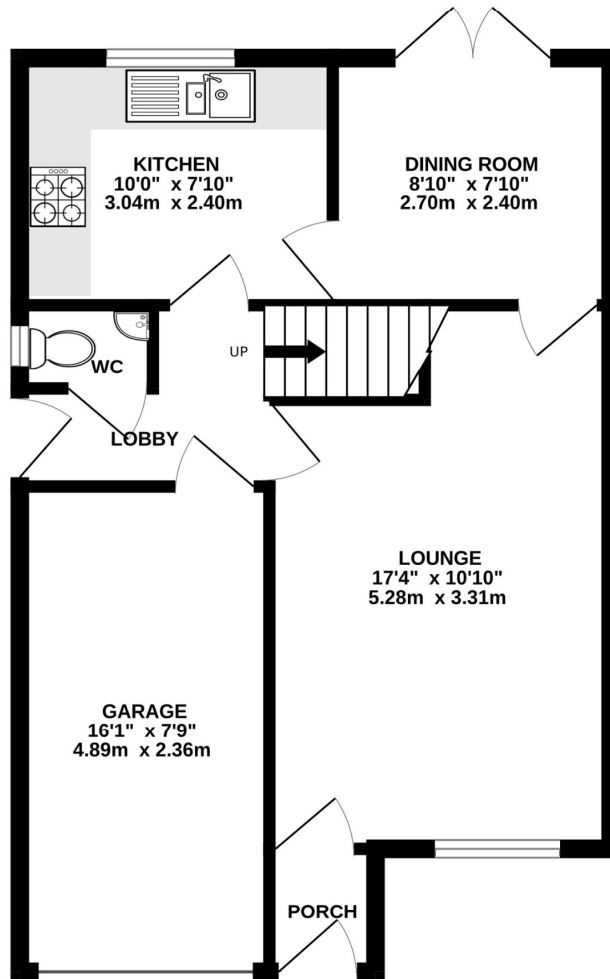 KITCHEN
10'0" x 7'10"
3.04m x 2.40m
DINING ROOM
8'10" x 7'10"
2.70m x 2.40m
UP
WC
LOBBY
LOUNGE
17'4" x 10'10"
5.28m x 3.31m
GARAGE
16'1" x 7'9"
4.89m x 2.36m
PORCH